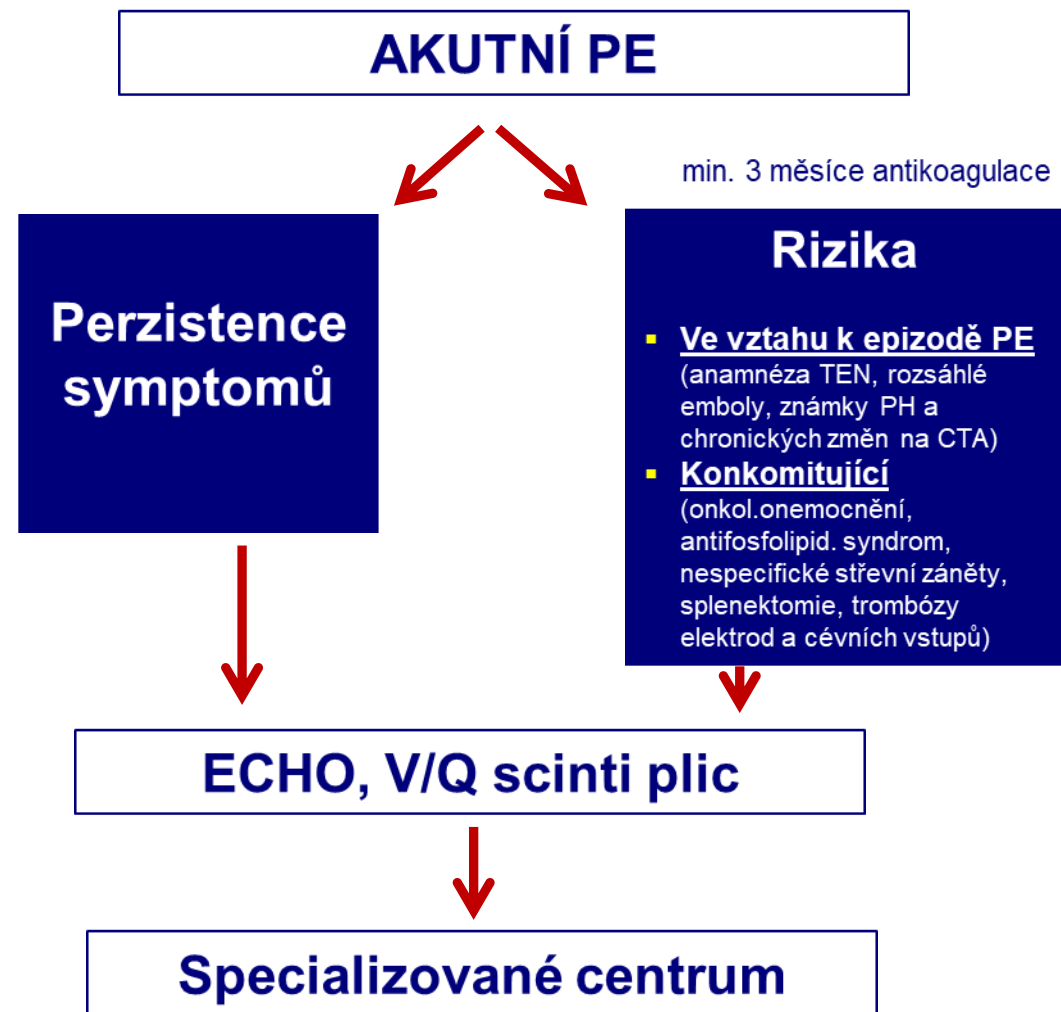 AKUTNÍ PE
min. 3 měsíce antikoagulace
Perzistence
symptomů
Rizika
▪ Ve vztahu k epizodě PE
(anamnéza TEN, rozsáhlé
emboly, známky PH a
chronických změn na CTA)
▪ Konkomitující
(onkol.onemocnění,
antifosfolipid. syndrom,
nespecifické střevní záněty,
splenektomie, trombózy
elektrod a cévních vstupů)
ECHO, V/Q scinti plic
Specializované centrum